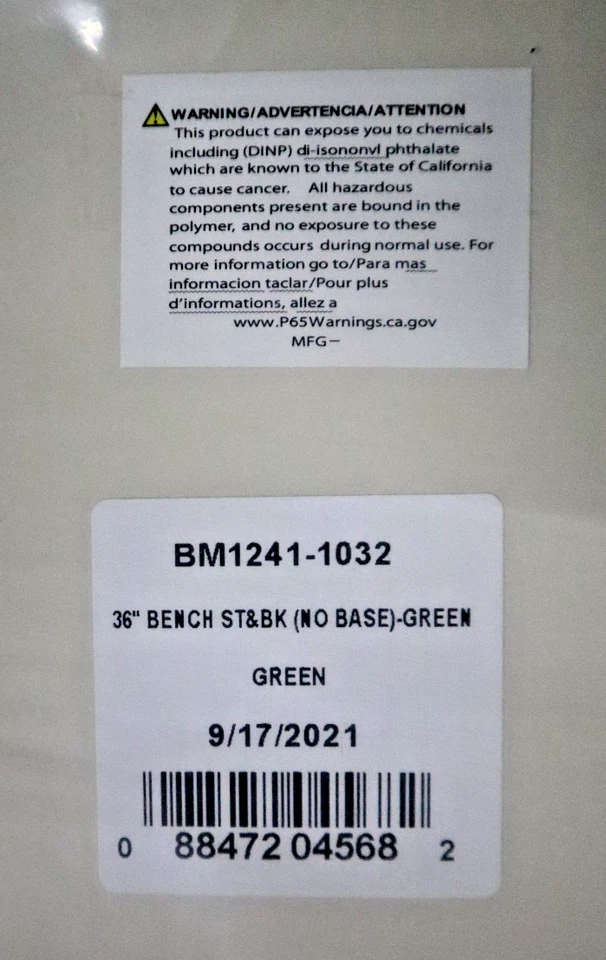 WARNING/ADVERTENCIA/ATTENTION
This product can expose you to chemicals
including (DINP) di-isononvl phthalate
which are known to the State of California
to cause cancer. All hazardous
components present are bound in the
polymer, and no exposure to these
compounds occurs during normal use. For
more information go to/Para mas
informacion taclar/Pour plus
d'informations, allez a
www.P65Warnings.ca.gov
MFG–
BM1241-1032
36" BENCH ST&BK (NO BASE)-GREEN
GREEN
9/17/2021
0 88472 04568 2